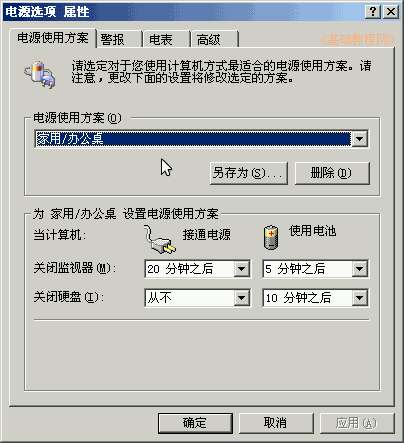 电源选项 属性
电源使用方案 警报 电表 高级
《基础教程网》
请选定对于您使用计算机方式最适合的电源使用方案。请
注意，更改下面的设置将修改选定的方案。
电源使用方案(O)
家用/办公桌
另存为(S)... 删除(D)
为 家用/办公桌 设置电源使用方案
当计算机: 接通电源 使用电池
关闭监视器(M): 20 分钟之后 5 分钟之后
关闭硬盘(I): 从不 10 分钟之后
确定 取消 应用(A)